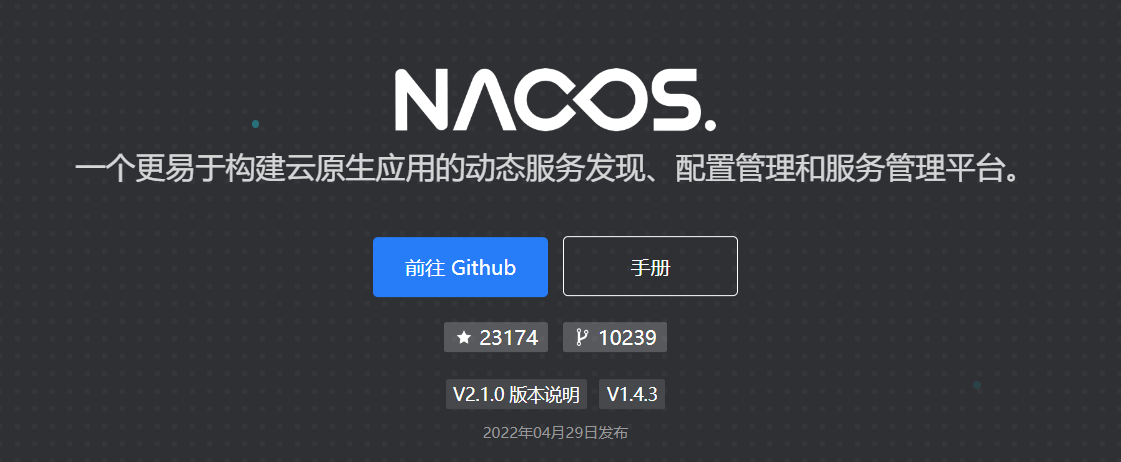 NACOS.
一个更易于构建云原生应用的动态服务发现、配置管理和服务管理平台。
前往 Github 手册
23174 10239
V2.1.0 版本说明 V1.4.3
2022年04月29日发布